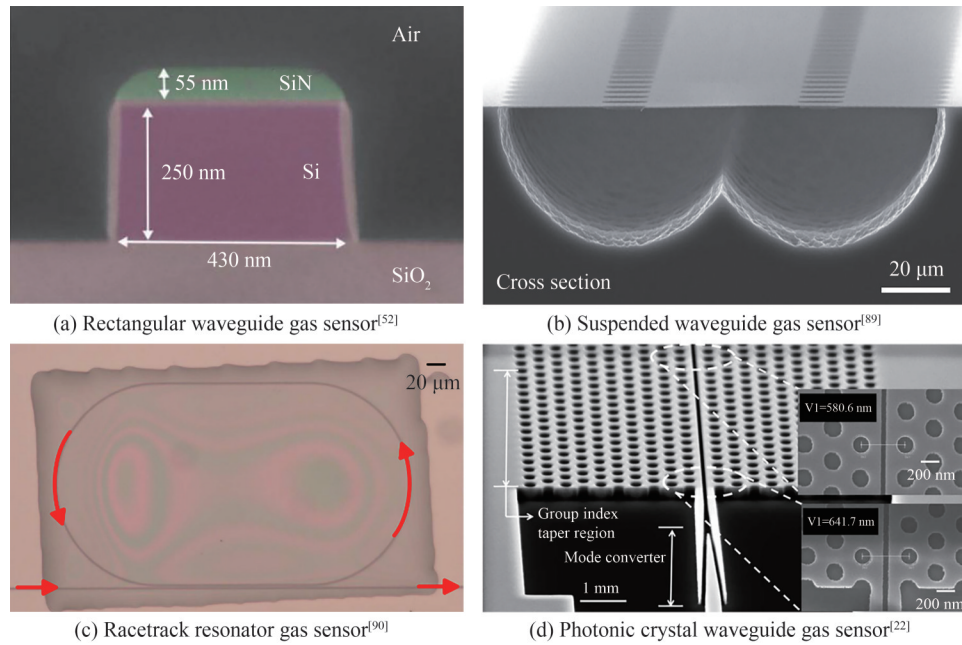 Air
55 nm
SiN
250 nm
Si
430 nm
SiO₂
(a) Rectangular waveguide gas sensor[52]
Cross section
20 μm
(b) Suspended waveguide gas sensor[89]
20 μm
(c) Racetrack resonator gas sensor[90]
V1=580.6 nm
200 nm
Group index
taper region
Mode converter
1 mm
V1=641.7 nm
200 nm
(d) Photonic crystal waveguide gas sensor[22]